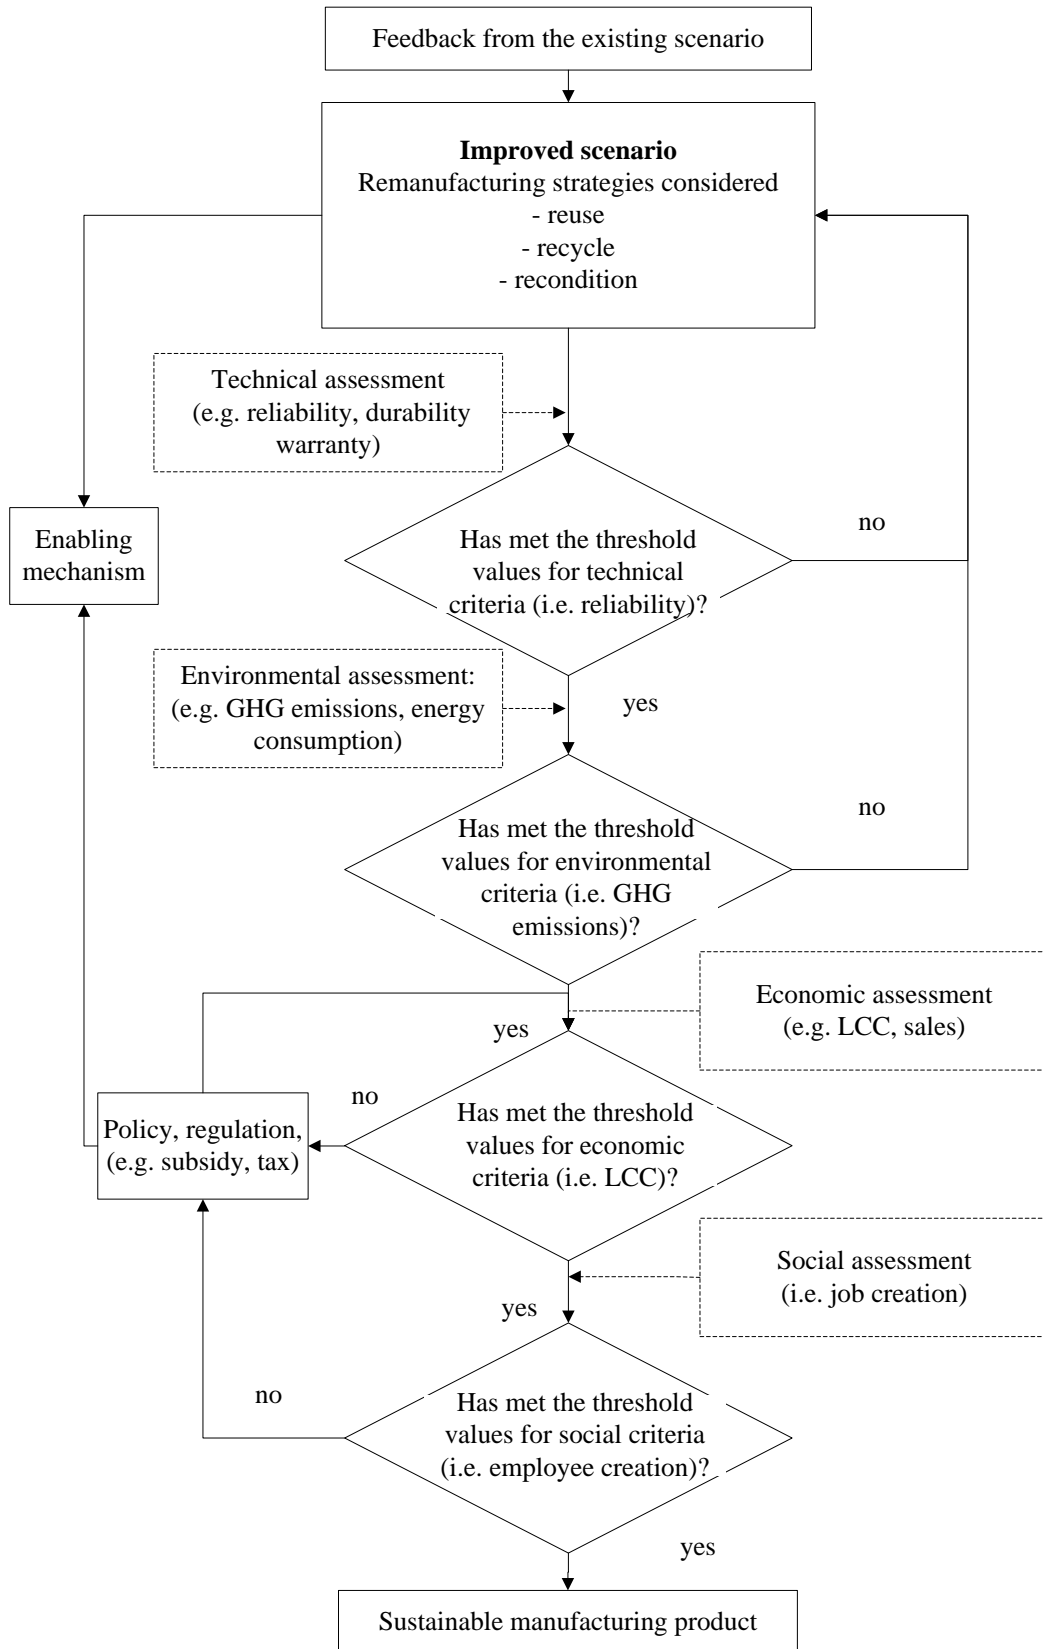 Feedback from the existing scenario
Improved scenario
Remanufacturing strategies considered
- reuse
- recycle
- recondition
Technical assessment
(e.g. reliability, durability
warranty)
Enabling
mechanism
Has met the threshold
values for technical
criteria (i.e. reliability)?
no
Environmental assessment:
(e.g. GHG emissions, energy
consumption)
yes
Has met the threshold
values for environmental
criteria (i.e. GHG
emissions)?
no
Economic assessment
(e.g. LCC, sales)
yes
no
Policy, regulation,
(e.g. subsidy, tax)
Has met the threshold
values for economic
criteria (i.e. LCC)?
Social assessment
(i.e. job creation)
yes
no
Has met the threshold
values for social criteria
(i.e. employee creation)?
yes
Sustainable manufacturing product